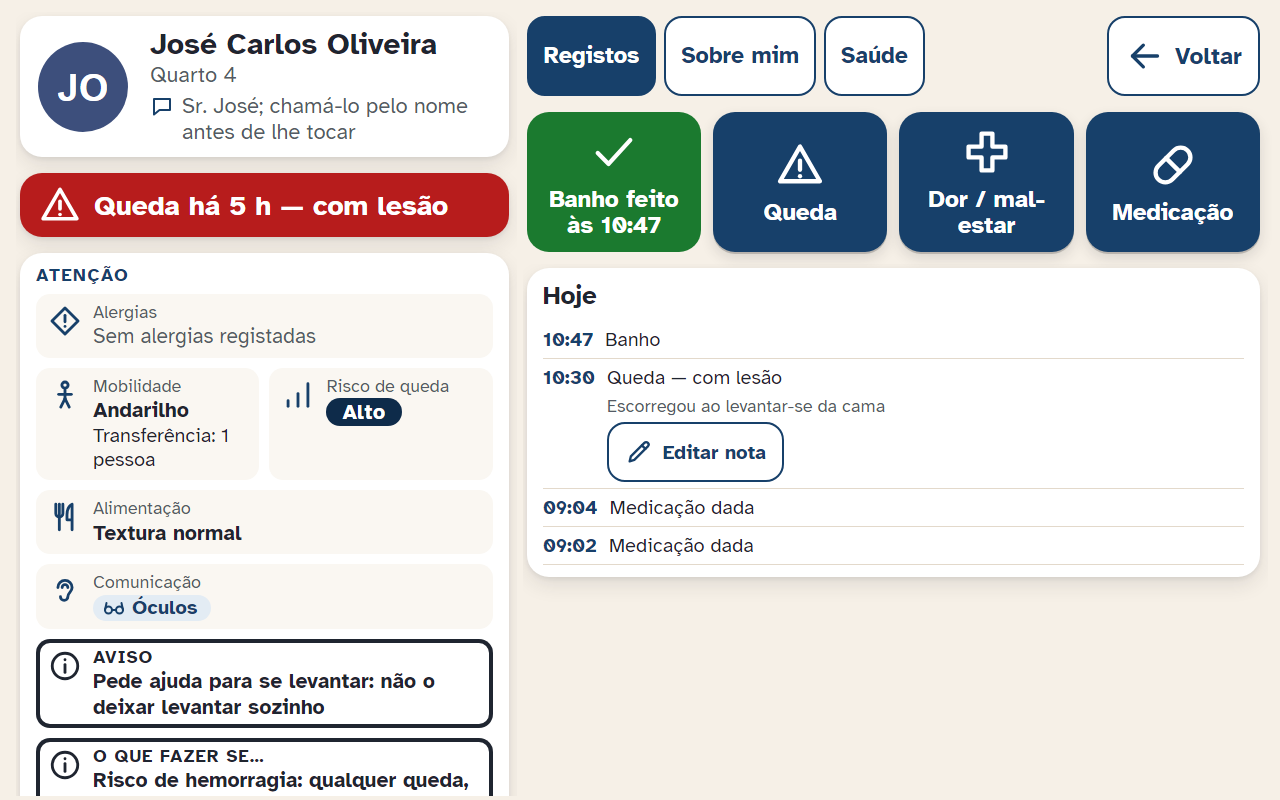 JO
José Carlos Oliveira
Quarto 4
Sr. José; chamá-lo pelo nome
antes de lhe tocar
Queda há 5 h — com lesão
ATENÇÃO
Alergias
Sem alergias registadas
Mobilidade
Andarilho
Transferência: 1
pessoa
Risco de queda
Alto
Alimentação
Textura normal
Comunicação
Óculos
AVISO
Pede ajuda para se levantar: não o
deixar levantar sozinho
O QUE FAZER SE...
Risco de hemorragia: qualquer queda,
Registos
Sobre mim
Saúde
Voltar
Banho feito
às 10:47
Queda
Dor / mal-
estar
Medicação
Hoje
10:47 Banho
10:30 Queda — com lesão
Escorregou ao levantar-se da cama
Editar nota
09:04 Medicação dada
09:02 Medicação dada